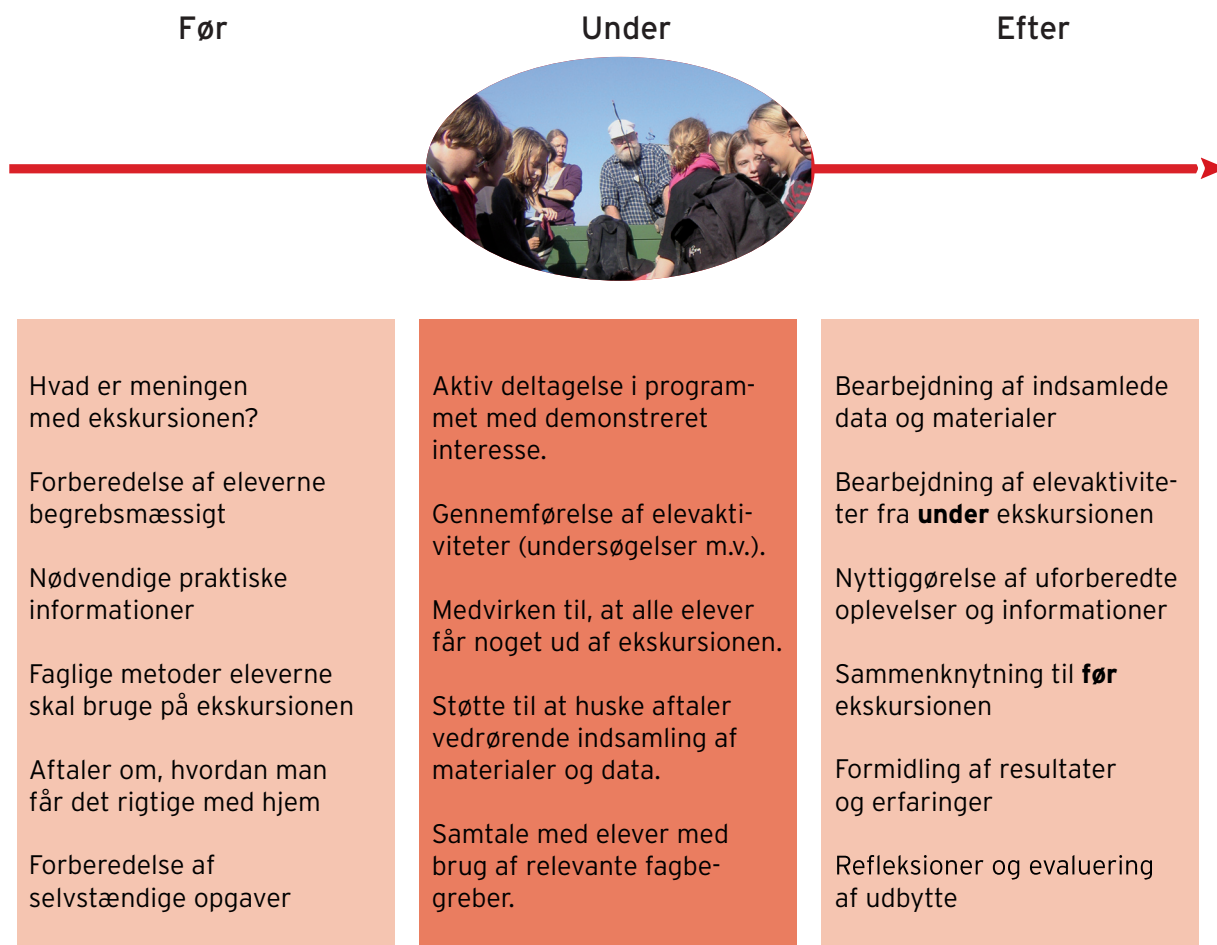 Før
Under
Efter
Hvad er meningen
med ekskursionen?
Forberedelse af eleverne
begrebsmæssigt
Nødvendige praktiske
informationer
Faglige metoder eleverne
skal bruge på ekskursionen
Aftaler om, hvordan man
får det rigtige med hjem
Forberedelse af
selvstændige opgaver
Aktiv deltagelse i program-
met med demonstreret
interesse.
Gennemførelse af elevakti-
viteter (undersøgelser m.v.).
Medvirken til, at alle elever
får noget ud af ekskursionen.
Støtte til at huske aftaler
vedrørende indsamling af
materialer og data.
Samtale med elever med
brug af relevante fagbe-
greber.
Bearbejdning af indsamlede
data og materialer
Bearbejdning af elevaktivite-
ter fra under ekskursionen
Nyttiggørelse af uforberedte
oplevelser og informationer
Sammenknytning til før
ekskursionen
Formidling af resultater
og erfaringer
Refleksioner og evaluering
af udbytte